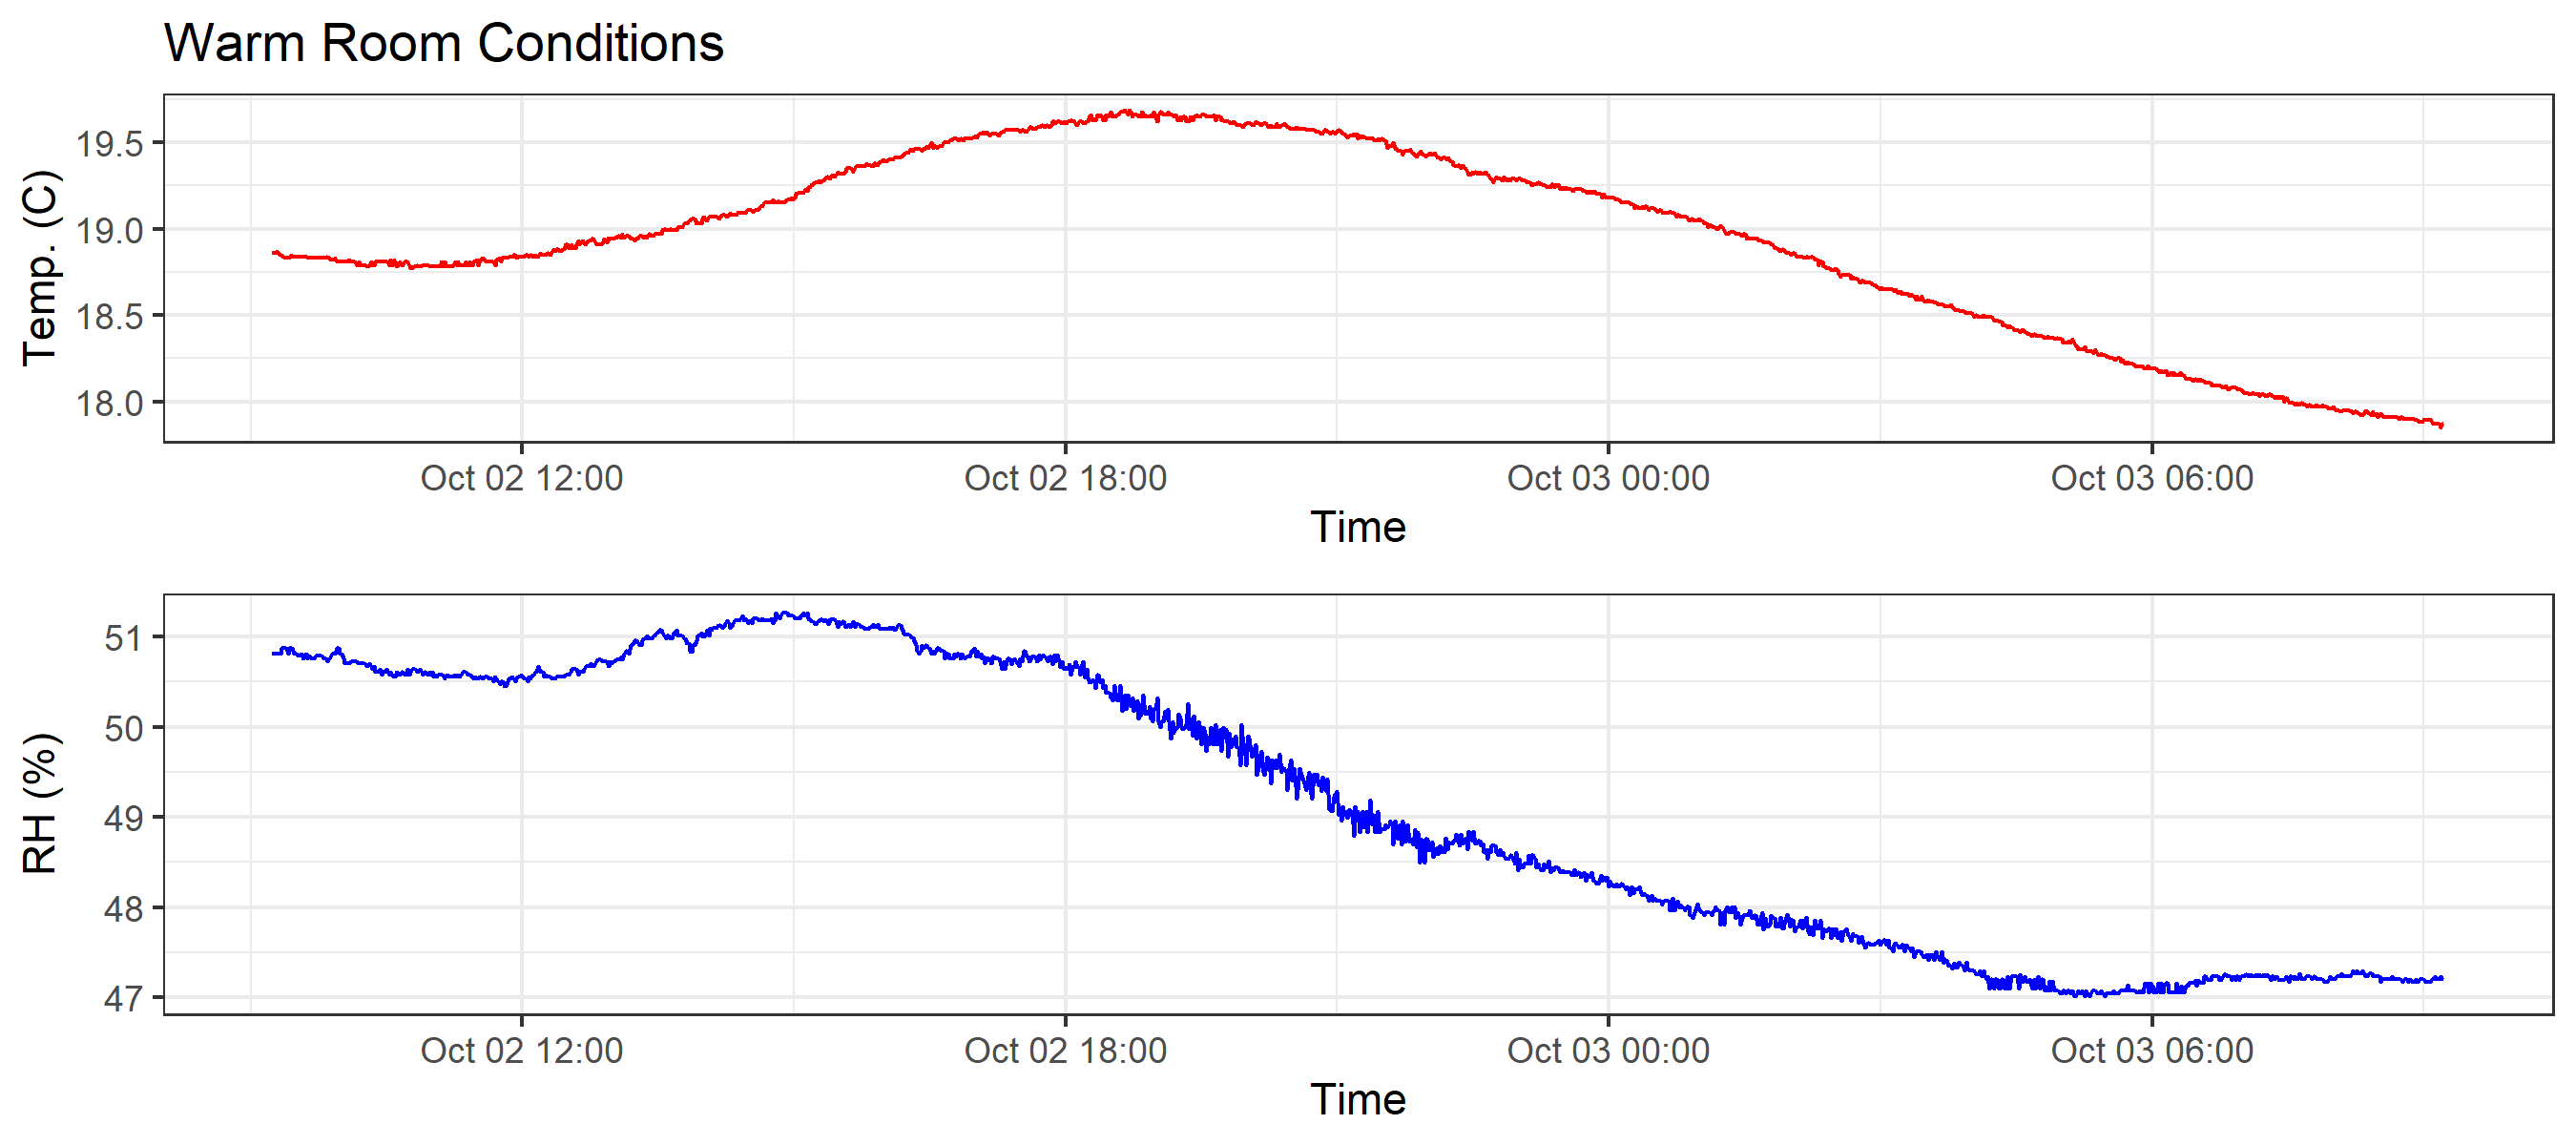 Warm Room Conditions
Temp. (C)
19.5
19.0
18.5
18.0
Oct 02 12:00 Oct 02 18:00 Oct 03 00:00 Oct 03 06:00
Time
RH (%)
51
50
49
48
47
Oct 02 12:00 Oct 02 18:00 Oct 03 00:00 Oct 03 06:00
Time